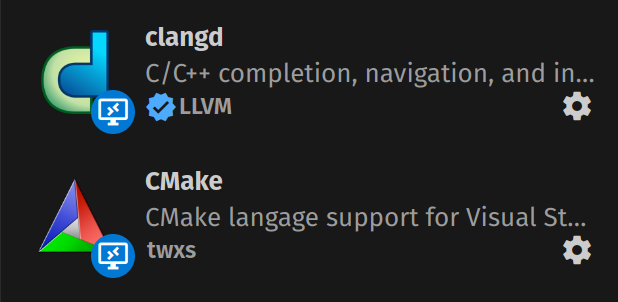 clangd
C/C++ completion, navigation, and in...
LLVM
CMake
CMake langage support for Visual St...
twxs